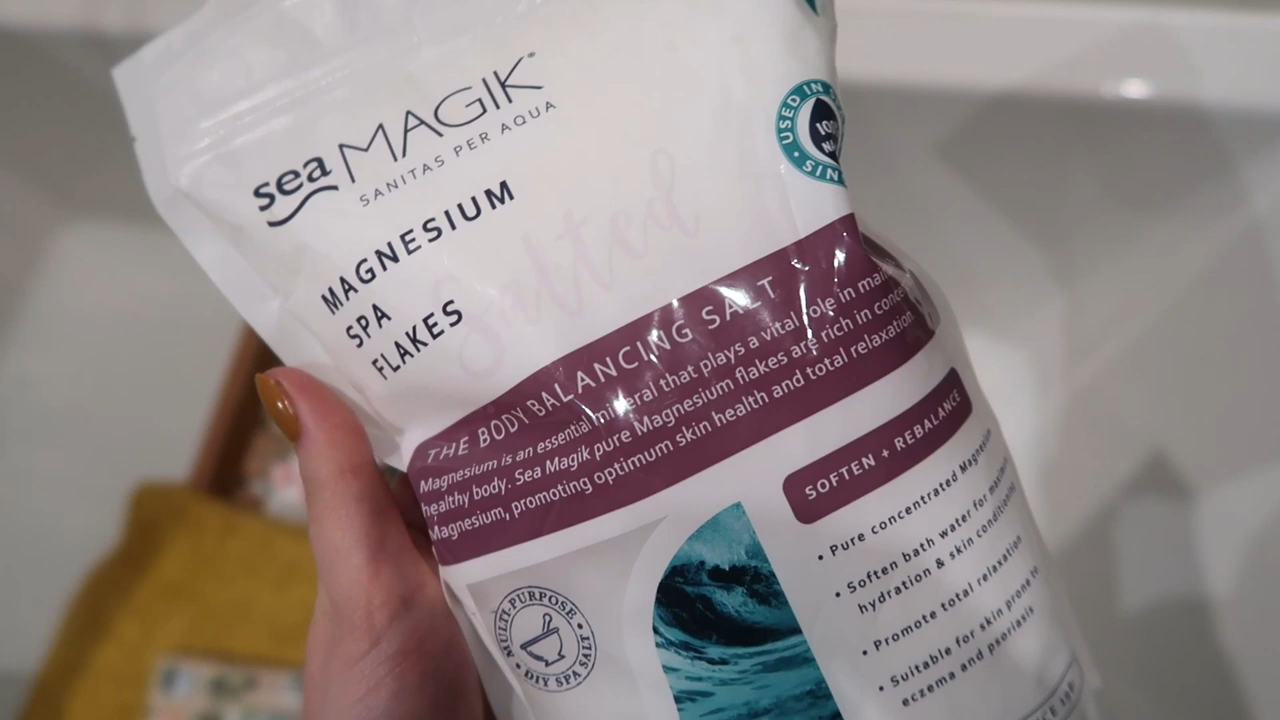 sea MAGIK
SANITAS PER AQUA
MAGNESIUM
SPA
FLAKES
Salted
USED IN
SIN
THE BODY BALANCING SALT
Magnesium is an essential mineral that plays a vital role in
healthy body. Sea Magik pure Magnesium flakes are rich in
Magnesium, promoting optimum skin health and total relaxation.
SOFTEN + REBALANCE
• Pure concentrated Magnesium
• Soften bath water for
hydration & skin conditioning
• Promote total relaxation
• Suitable for skin prone to
eczema and psoriasis
MULTI-PURPOSE • DIY SPA SALT •